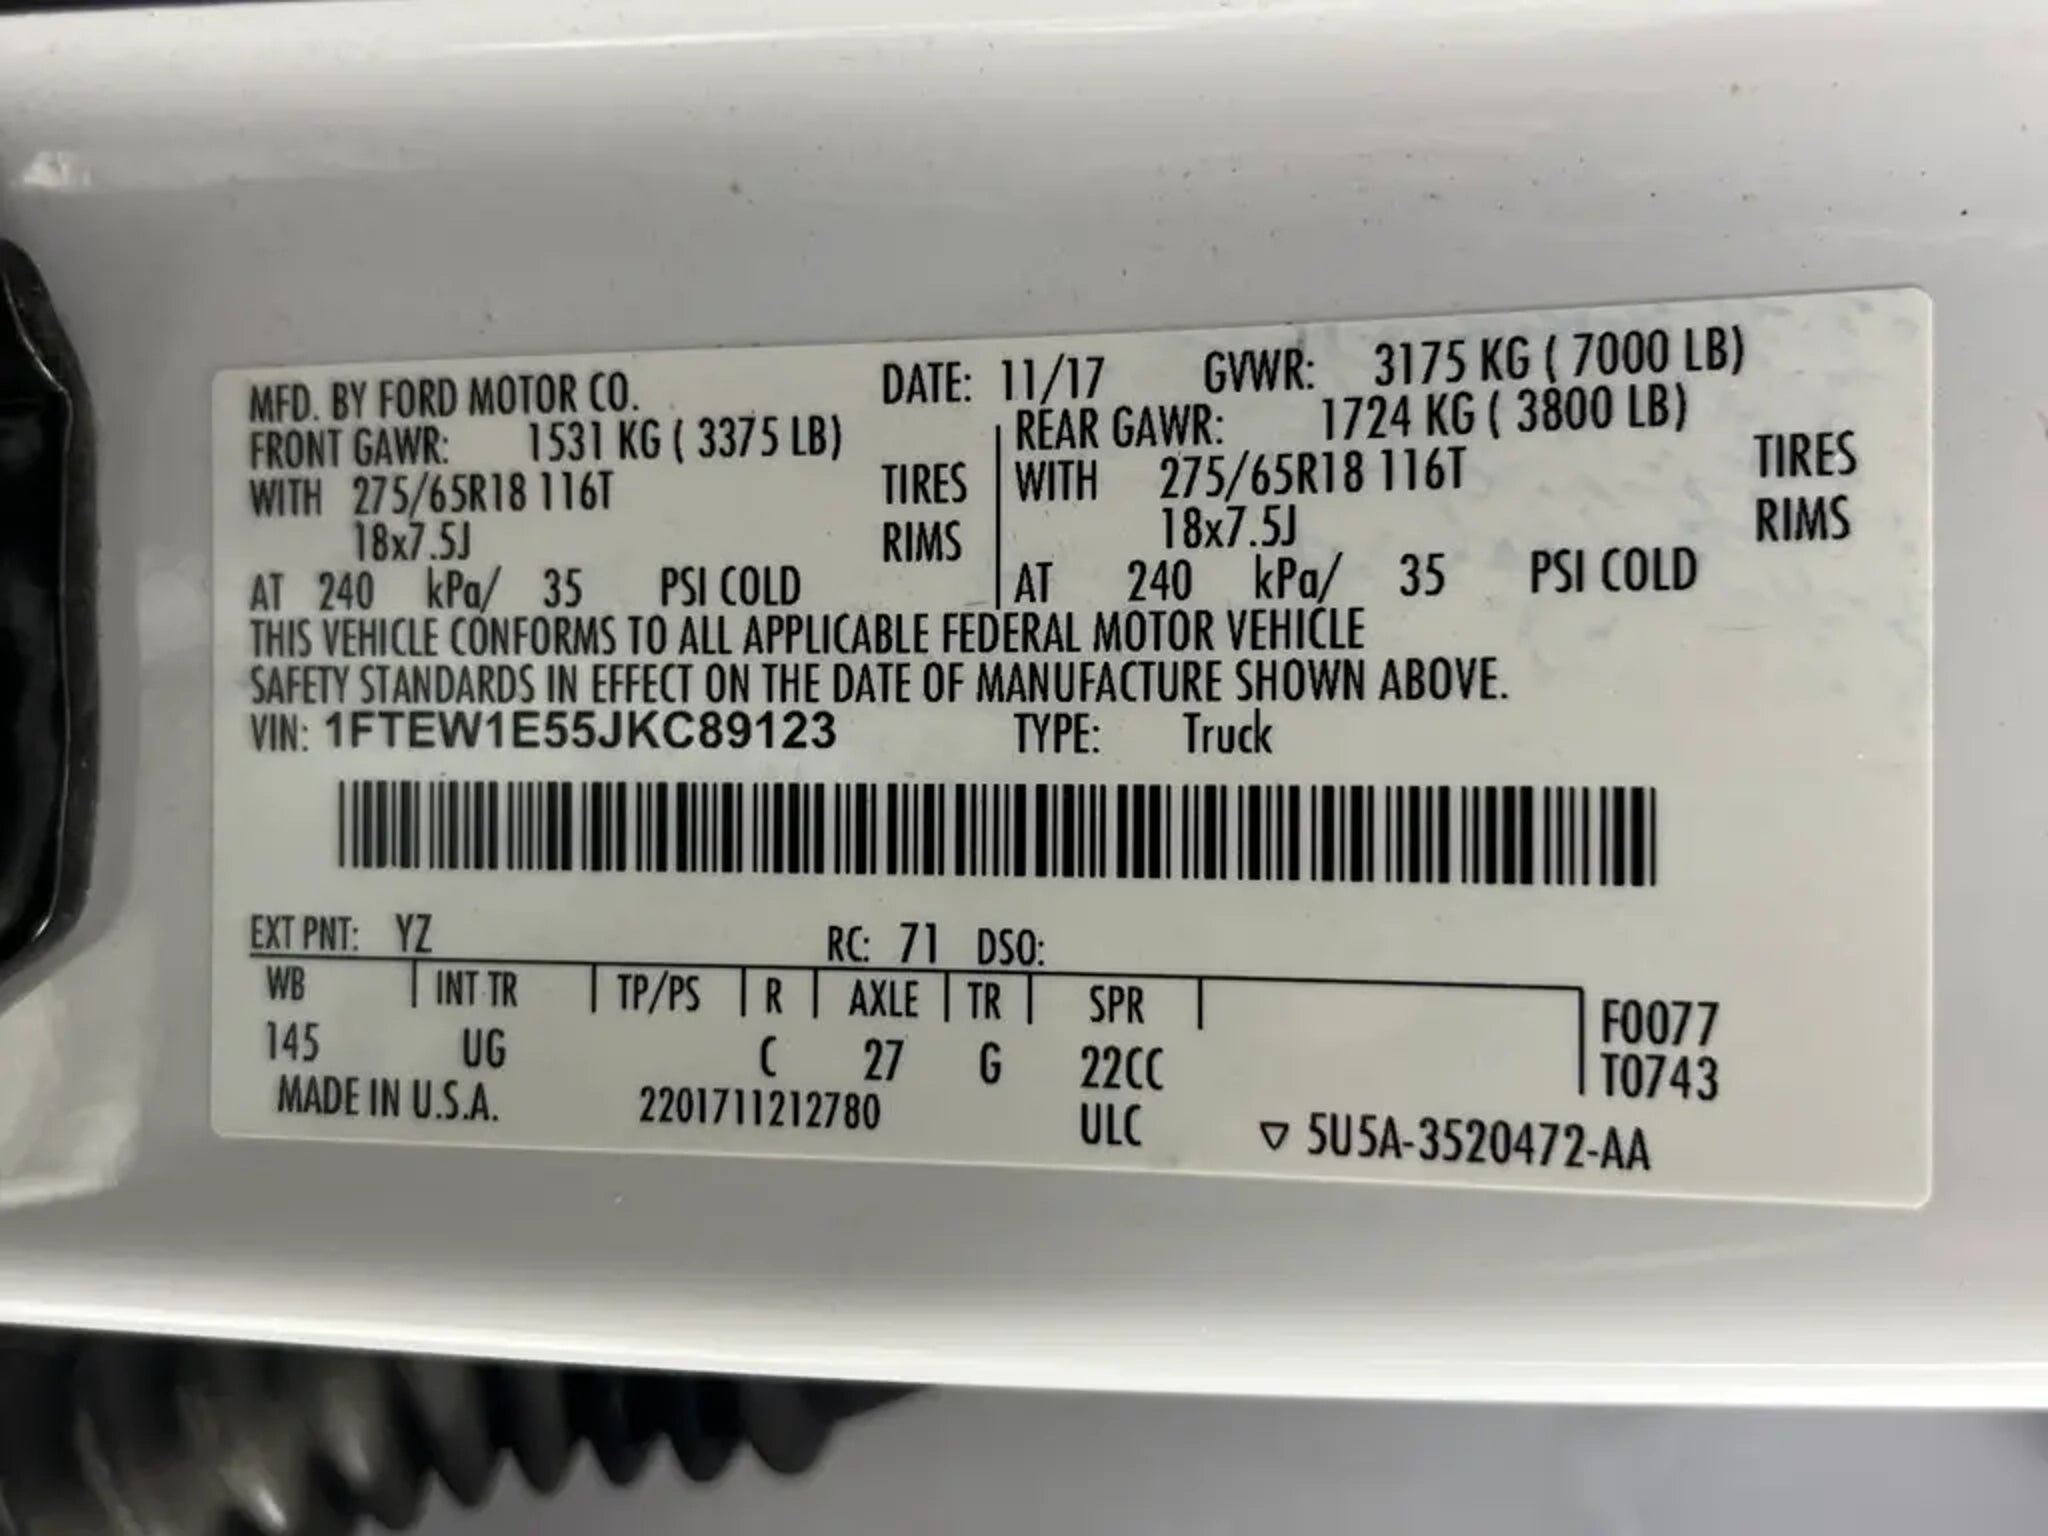 MFD. BY FORD MOTOR CO. DATE: 11/17 GVWR: 3175 KG ( 7000 LB)
FRONT GAWR: 1531 KG ( 3375 LB) REAR GAWR: 1724 KG ( 3800 LB)
WITH 275/65R18 116T TIRES WITH 275/65R18 116T TIRES
18x7.5J RIMS 18x7.5J RIMS
AT 240 kPa/ 35 PSI COLD AT 240 kPa/ 35 PSI COLD
THIS VEHICLE CONFORMS TO ALL APPLICABLE FEDERAL MOTOR VEHICLE
SAFETY STANDARDS IN EFFECT ON THE DATE OF MANUFACTURE SHOWN ABOVE.
VIN: 1FTEW1E55JKC89123 TYPE: Truck
EXT PNT: YZ RC: 71 DSO:
WB INT TR TP/PS R AXLE TR SPR F0077
145 UG C 27 G 22CC T0743
MADE IN U.S.A. 2201711212780 ULC ▽ 5U5A-3520472-AA